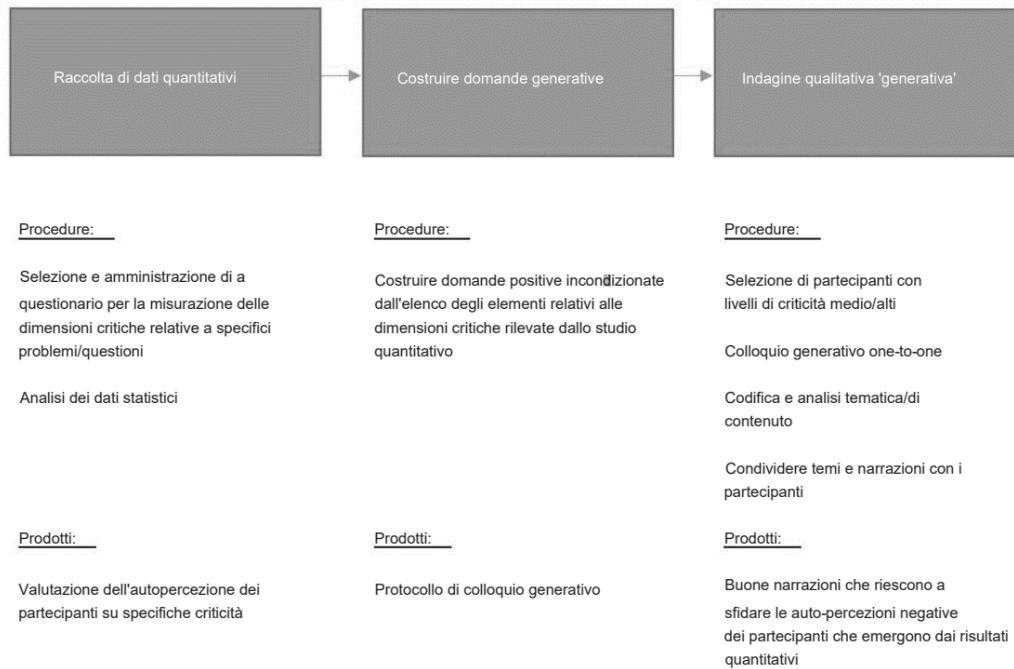 Raccolta di dati quantitativi
Costruire domande generative
Indagine qualitativa 'generativa'
Procedure:
Selezione e amministrazione di a
questionario per la misurazione delle
dimensioni critiche relative a specifici
problemi/questioni
Analisi dei dati statistici
Prodotti:
Valutazione dell'autopercezione dei
partecipanti su specifiche criticità
Procedure:
Costruire domande positive incondizionate
dall'elenco degli elementi relativi alle
dimensioni critiche rilevate dallo studio
quantitativo
Prodotti:
Protocollo di colloquio generativo
Procedure:
Selezione di partecipanti con
livelli di criticità medio/alti
Colloquio generativo one-to-one
Codifica e analisi tematica/di
contenuto
Condividere temi e narrazioni con i
partecipanti
Prodotti:
Buone narrazioni che riescono a
sfidare le auto-percezioni negative
dei partecipanti che emergono dai risultati
quantitativi